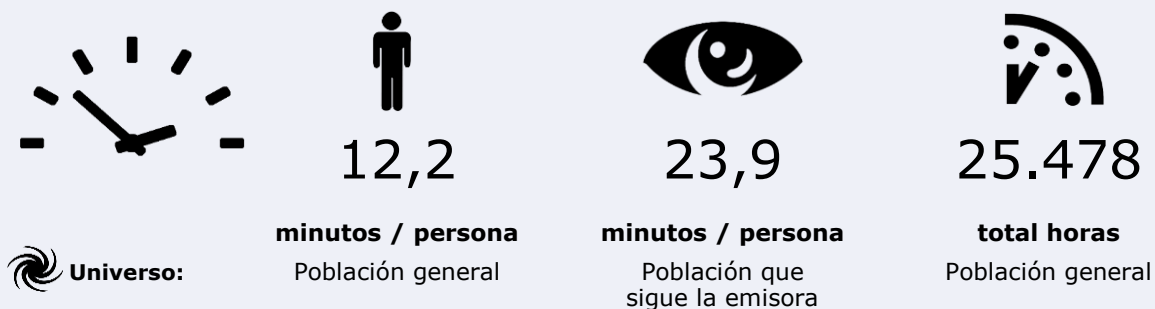 12,2
23,9
25.478
minutos / persona
minutos / persona
total horas
Universo:
Población general
Población que
sigue la emisora
Población general